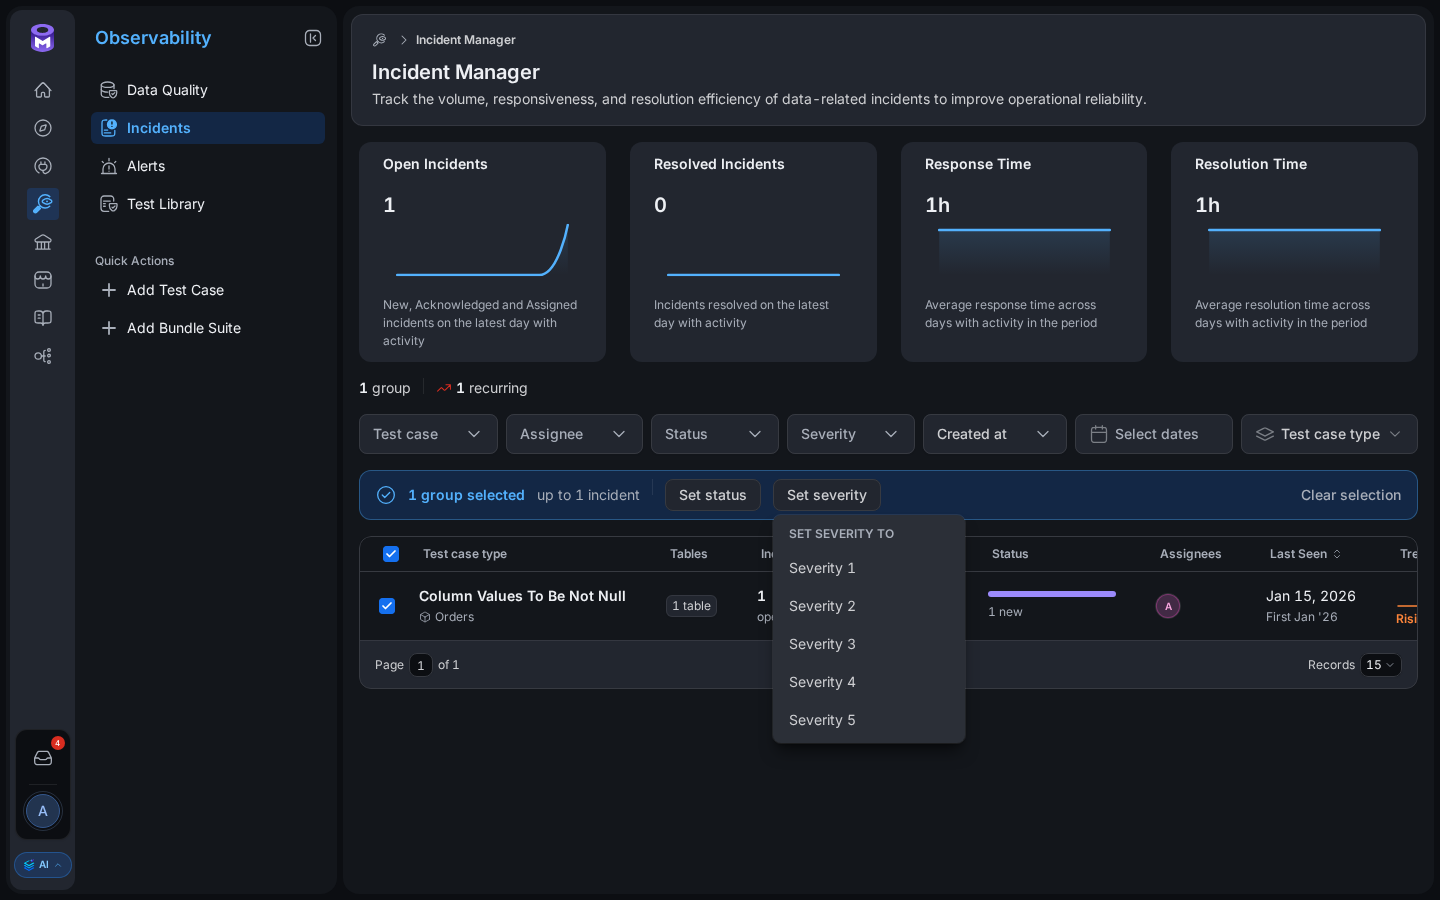 Observability
Data Quality
Incidents
Alerts
Test Library
Quick Actions
Add Test Case
Add Bundle Suite
4
A
AI
Incident Manager
Incident Manager
Track the volume, responsiveness, and resolution efficiency of data-related incidents to improve operational reliability.
Open Incidents
1
New, Acknowledged and Assigned
incidents on the latest day with
activity
Resolved Incidents
0
Incidents resolved on the latest
day with activity
Response Time
1h
Average response time across
days with activity in the period
Resolution Time
1h
Average resolution time across
days with activity in the period
1 group
1 recurring
Test case
Assignee
Status
Severity
Created at
Select dates
Test case type
1 group selected up to 1 incident
Set status
Set severity
Clear selection
SET SEVERITY TO
Severity 1
Severity 2
Severity 3
Severity 4
Severity 5
Test case type
Tables
Status
Assignees
Last Seen
Column Values To Be Not Null
Orders
1 table
1
1 new
A
Jan 15, 2026
First Jan '26
Page 1 of 1
Records 15